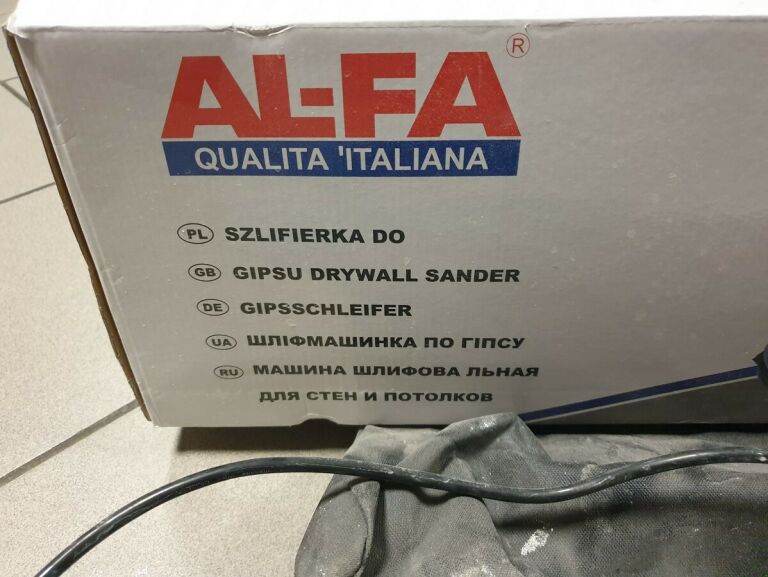 AL-FA ®
QUALITA 'ITALIANA
PL SZLIFIERKA DO
GB GIPSU DRYWALL SANDER
DE GIPSSCHLEIFER
UA ШЛІФМАШИНКА ПО ГІПСУ
RU МАШИНА ШЛИФОВА ЛЬНАЯ
ДЛЯ СТЕН И ПОТОЛКОВ